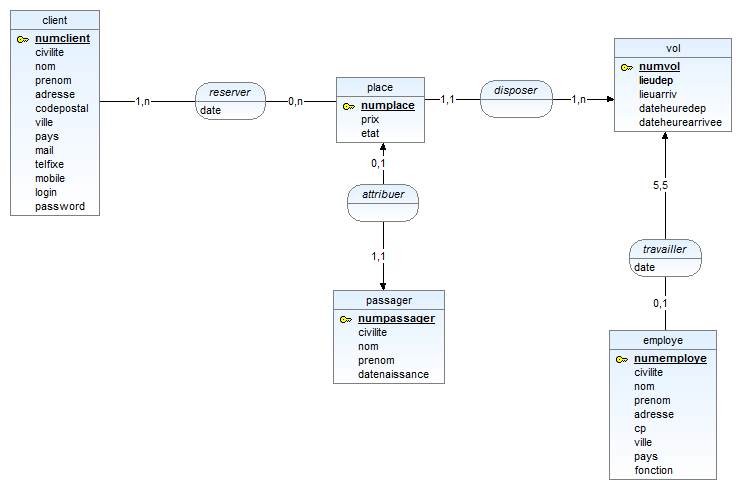 client
numclient
civilite
nom
prenom
adresse
codepostal
ville
pays
mail
telfixe
mobile
login
password
1,n
reserver
date
0,n
place
numplace
prix
etat
1,1
disposer
1,n
vol
numvol
lieudep
lieuarriv
dateheuredep
dateheurearrivee
0,1
attribuer
1,1
passager
numpassager
civilite
nom
prenom
datenaissance
5,5
travailler
date
0,1
employe
numemploye
civilite
nom
prenom
adresse
cp
ville
pays
fonction